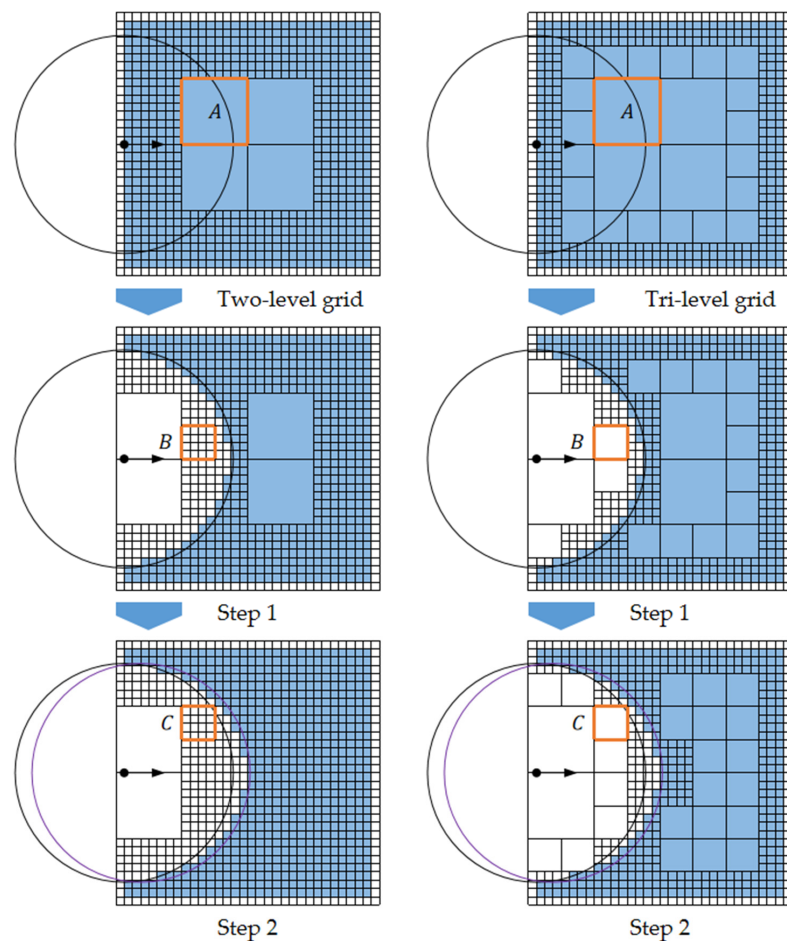 A A
Two-level grid Tri-level grid
B B
Step 1 Step 1
C C
Step 2 Step 2